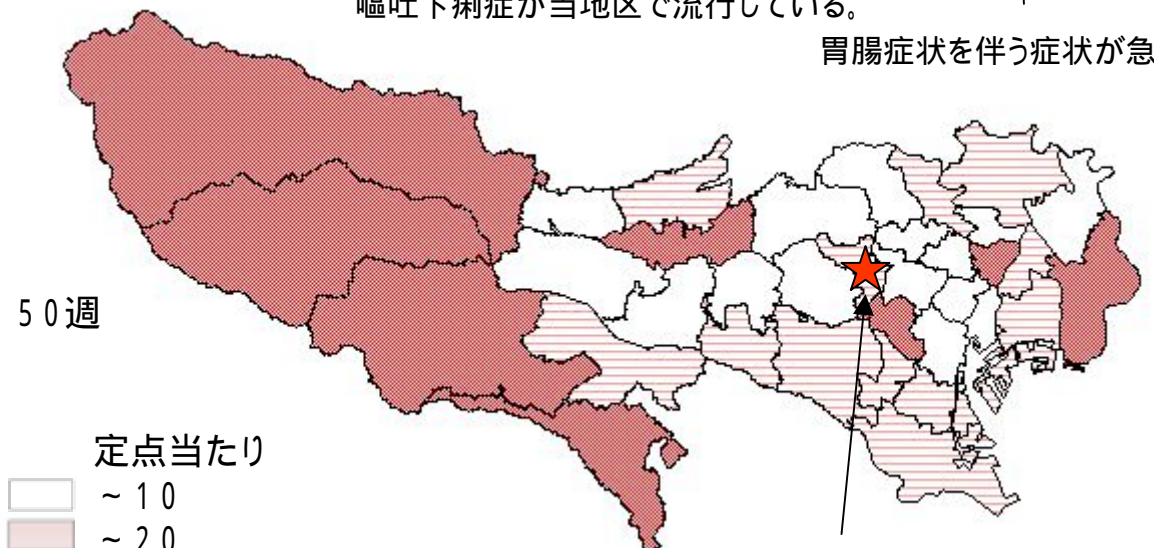 嘔吐下痢症が当地区で流行している。
胃腸症状を伴う症状が急
５０週
定点当たり
～１０
～２０